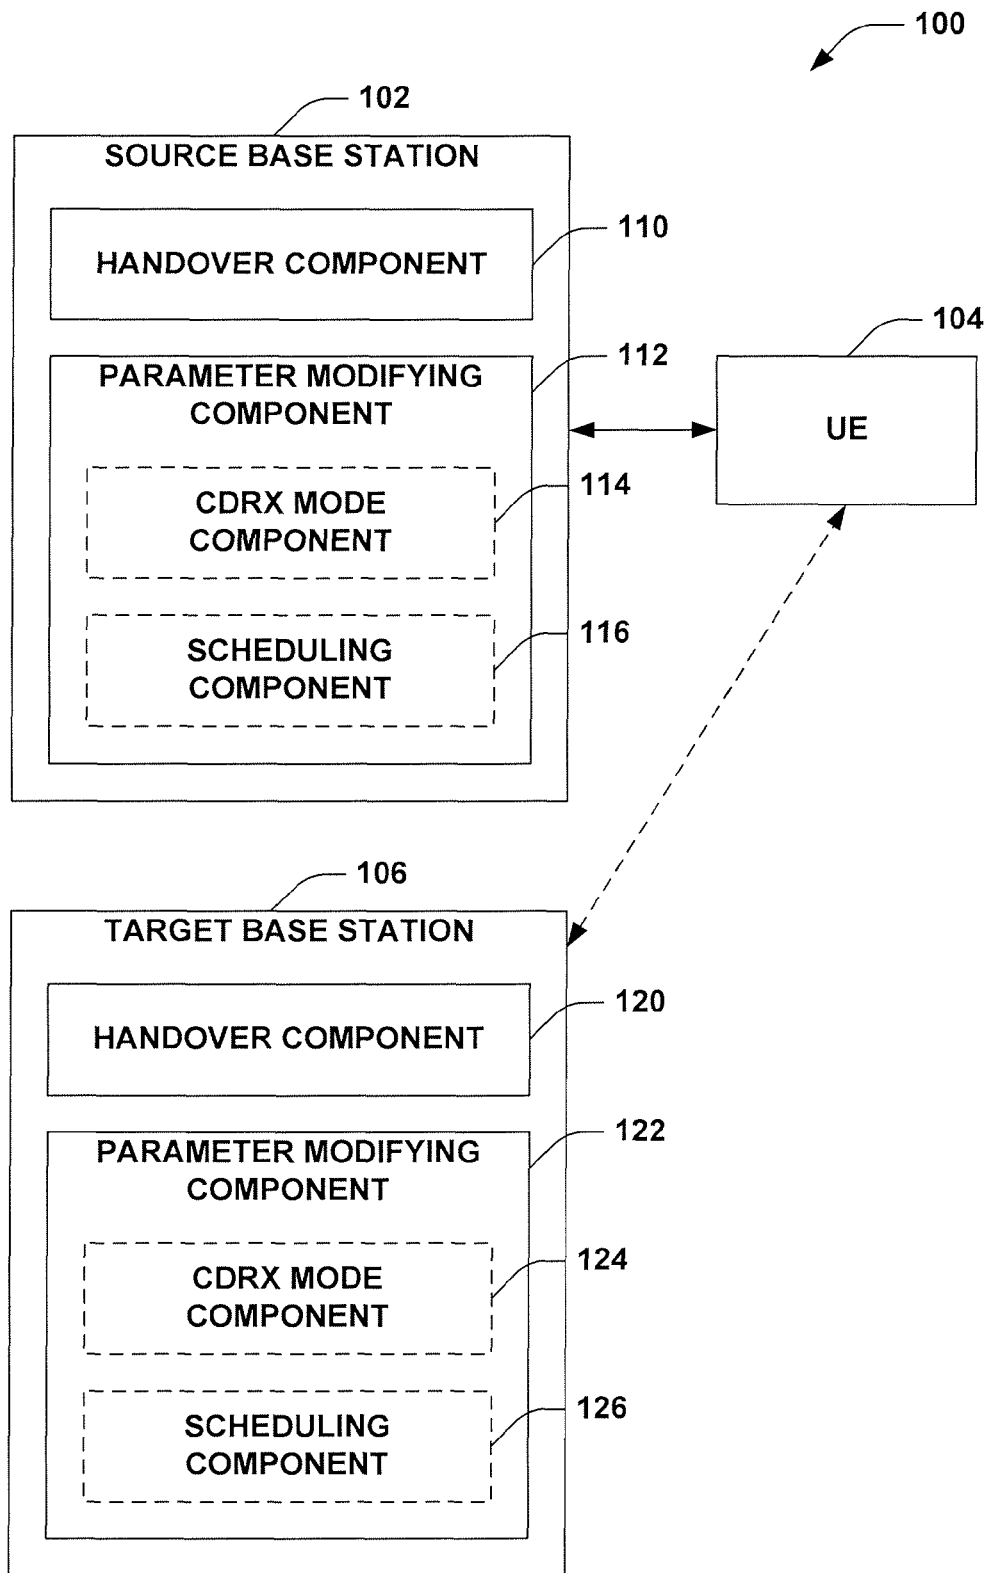 100
102
SOURCE BASE STATION
110
HANDOVER COMPONENT
104
112
PARAMETER MODIFYING
COMPONENT
UE
114
CDRX MODE
COMPONENT
116
SCHEDULING
COMPONENT
106
TARGET BASE STATION
120
HANDOVER COMPONENT
122
PARAMETER MODIFYING
COMPONENT
124
CDRX MODE
COMPONENT
126
SCHEDULING
COMPONENT